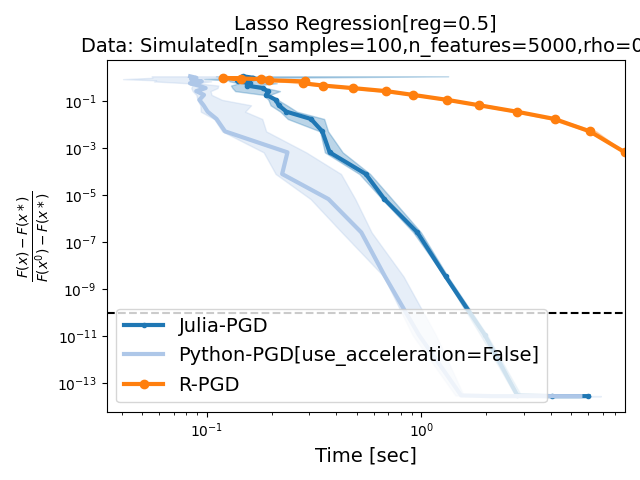 Lasso Regression[reg=0.5]
Data: Simulated[n_samples=100,n_features=5000,rho=0
10^{-1}
10^{-3}
10^{-5}
10^{-7}
10^{-9}
10^{-11}
10^{-13}
\frac{F(x) - F(x*)}{F(x^0) - F(x*)}
Julia-PGD
Python-PGD[use_acceleration=False]
R-PGD
10^{-1} 10^{0}
Time [sec]